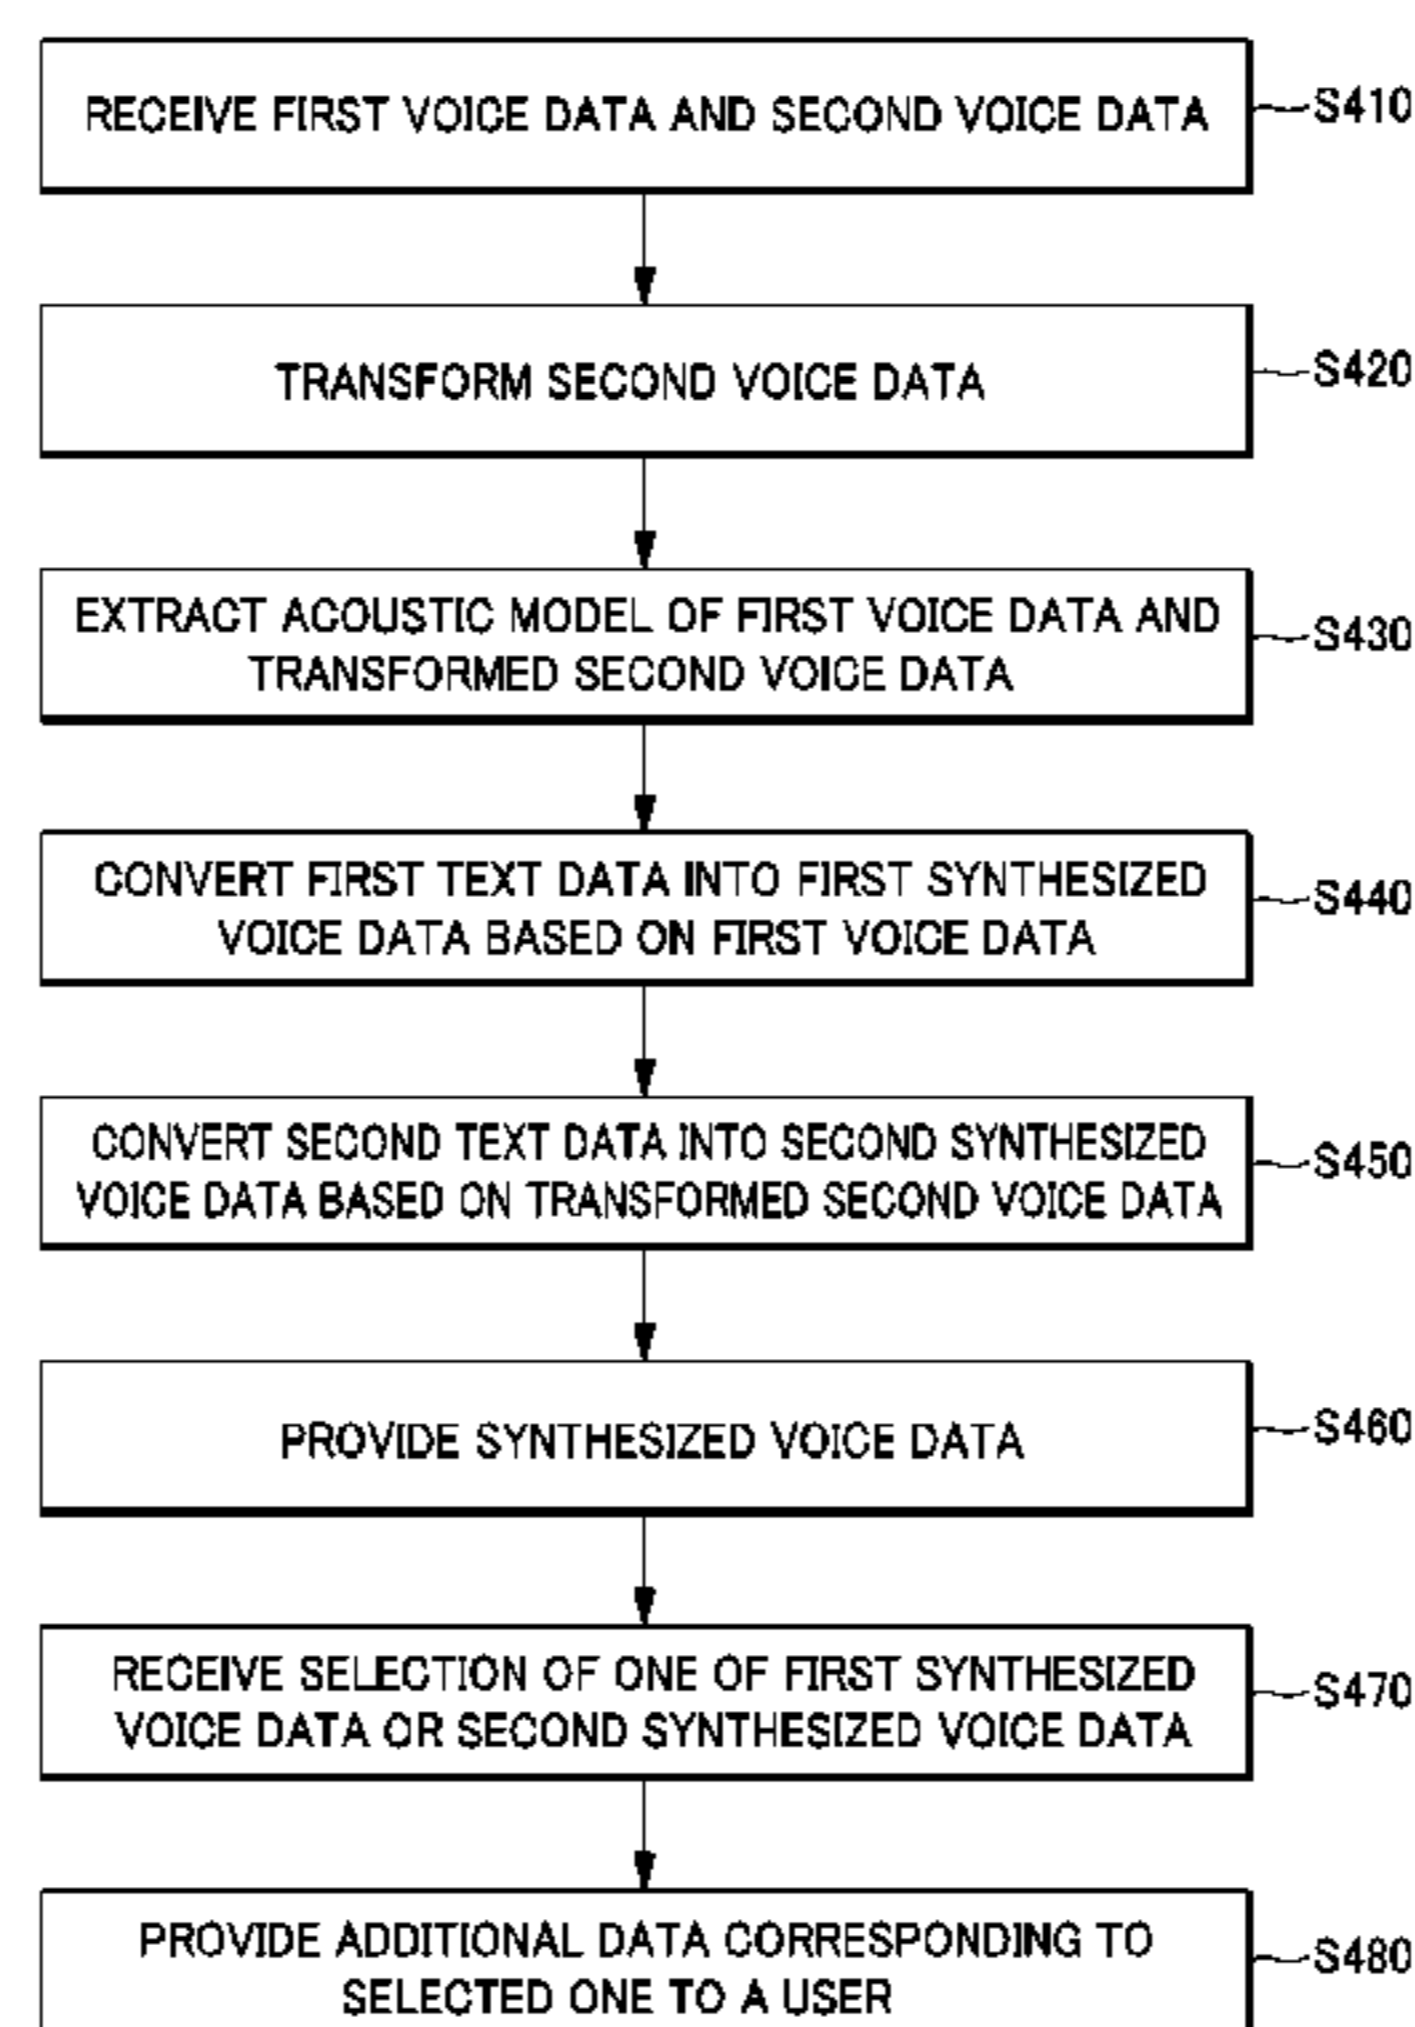 RECEIVE FIRST VOICE DATA AND SECOND VOICE DATA
S410
TRANSFORM SECOND VOICE DATA
S420
EXTRACT ACOUSTIC MODEL OF FIRST VOICE DATA AND
TRANSFORMED SECOND VOICE DATA
S430
CONVERT FIRST TEXT DATA INTO FIRST SYNTHESIZED
VOICE DATA BASED ON FIRST VOICE DATA
S440
CONVERT SECOND TEXT DATA INTO SECOND SYNTHESIZED
VOICE DATA BASED ON TRANSFORMED SECOND VOICE DATA
S450
PROVIDE SYNTHESIZED VOICE DATA
S460
RECEIVE SELECTION OF ONE OF FIRST SYNTHESIZED
VOICE DATA OR SECOND SYNTHESIZED VOICE DATA
S470
PROVIDE ADDITIONAL DATA CORRESPONDING TO
SELECTED ONE TO A USER
S480